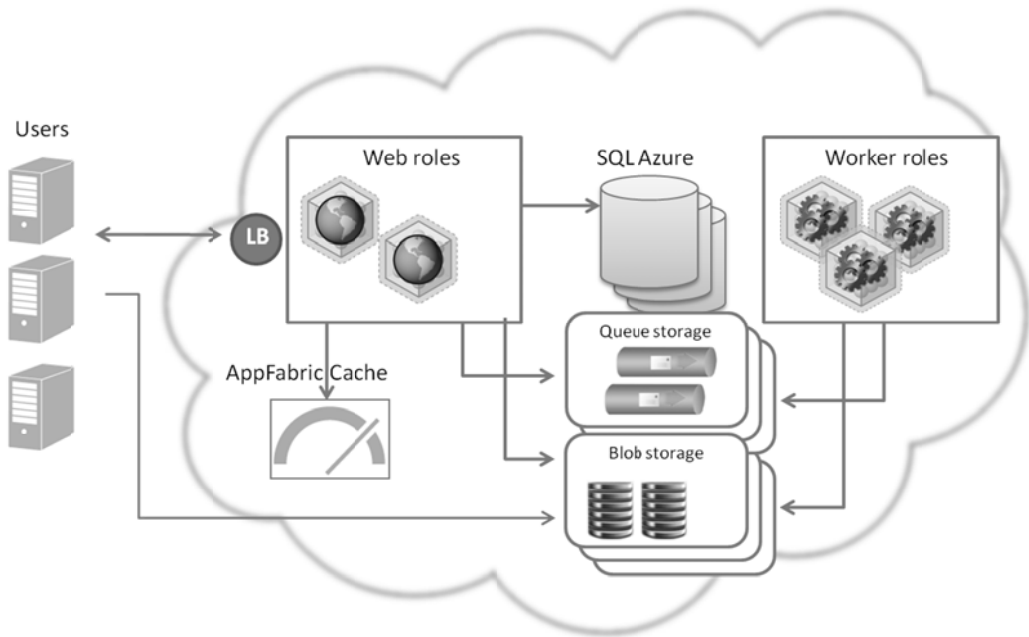 Users
Web roles
SQL Azure
Worker roles
LB
Queue storage
AppFabric Cache
Blob storage